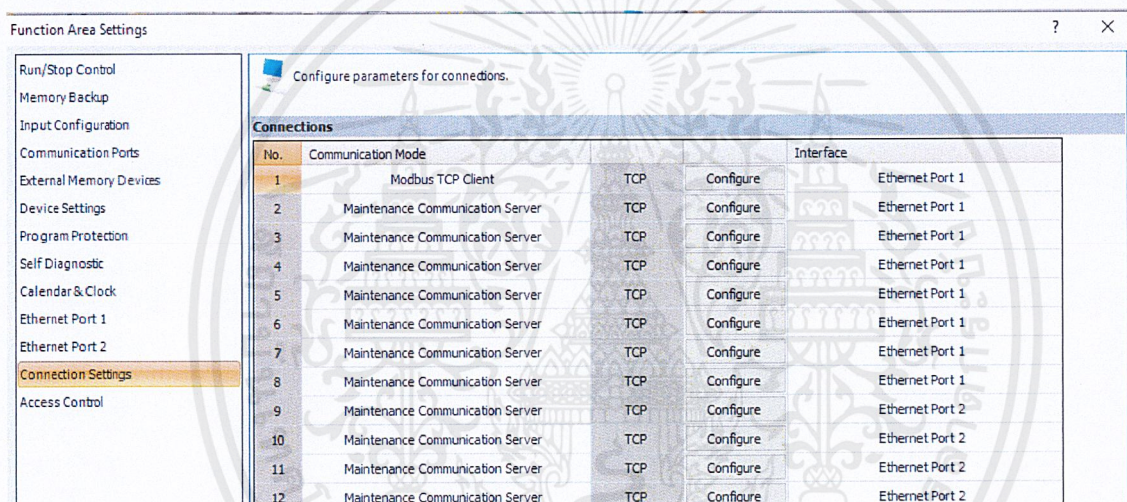 Function Area Settings ? ×
Run/Stop Control
Memory Backup
Input Configuration
Communication Ports
External Memory Devices
Device Settings
Program Protection
Self Diagnostic
Calendar & Clock
Ethernet Port 1
Ethernet Port 2
Connection Settings
Access Control
Configure parameters for connections.
Connections
No. Communication Mode Interface
1 Modbus TCP Client TCP Configure Ethernet Port 1
2 Maintenance Communication Server TCP Configure Ethernet Port 1
3 Maintenance Communication Server TCP Configure Ethernet Port 1
4 Maintenance Communication Server TCP Configure Ethernet Port 1
5 Maintenance Communication Server TCP Configure Ethernet Port 1
6 Maintenance Communication Server TCP Configure Ethernet Port 1
7 Maintenance Communication Server TCP Configure Ethernet Port 1
8 Maintenance Communication Server TCP Configure Ethernet Port 1
9 Maintenance Communication Server TCP Configure Ethernet Port 2
10 Maintenance Communication Server TCP Configure Ethernet Port 2
11 Maintenance Communication Server TCP Configure Ethernet Port 2
12 Maintenance Communication Server TCP Configure Ethernet Port 2